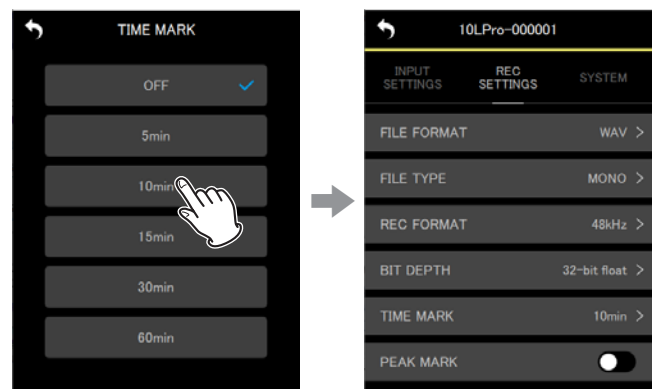 TIME MARK
OFF
5min
10min
15min
30min
60min
10LPro-000001
INPUT SETTINGS
REC SETTINGS
SYSTEM
FILE FORMAT WAV >
FILE TYPE MONO >
REC FORMAT 48kHz >
BIT DEPTH 32-bit float >
TIME MARK 10min >
PEAK MARK